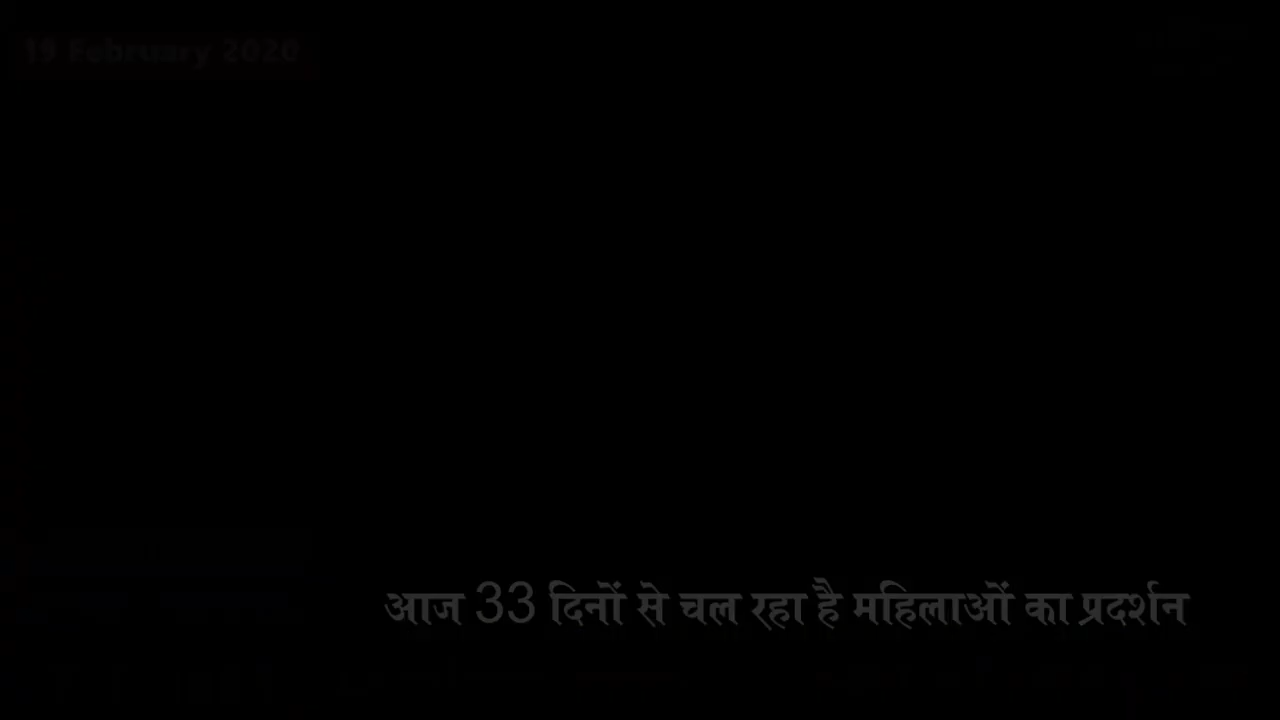 19 February 2020
आज 33 दिनों से चल रहा है महिलाओं का प्रदर्शन